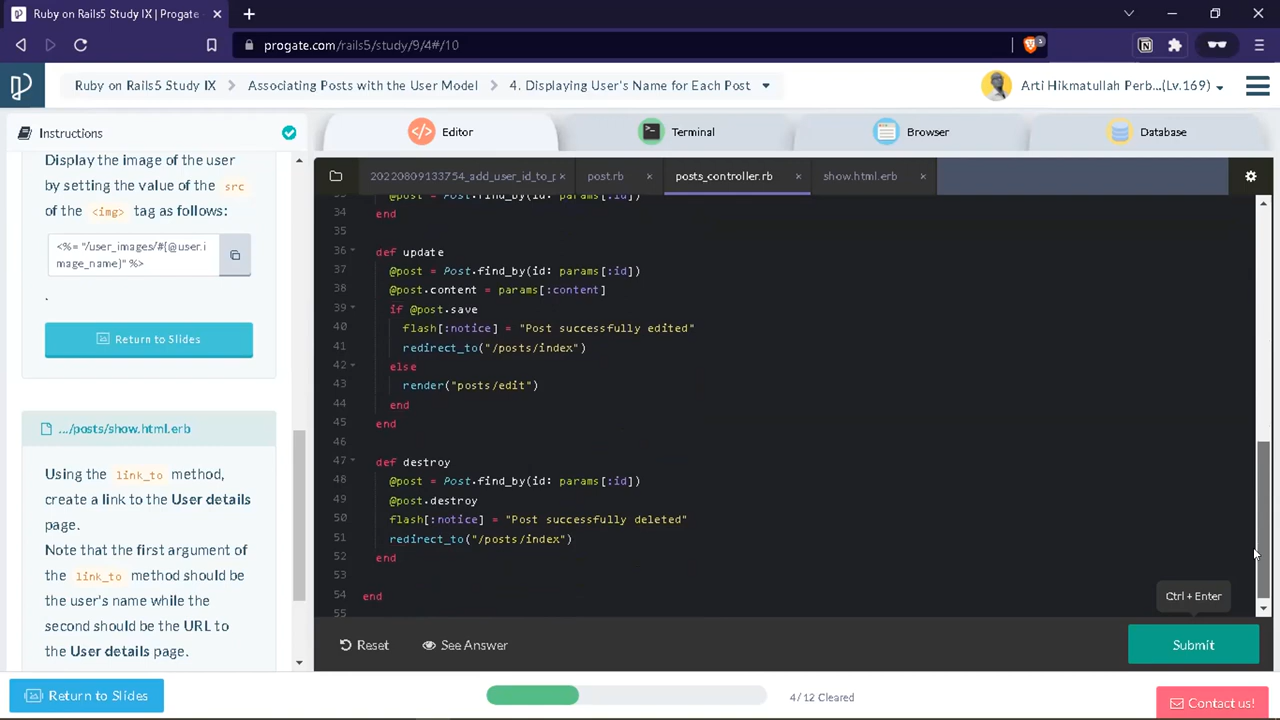 Ruby on Rails5 Study IX | Progate
progate.com/rails5/study/9/4#/10
3
Ruby on Rails5 Study IX
Associating Posts with the User Model
4. Displaying User's Name for Each Post
Arti Hikmatullah Perb...(Lv.169)
Instructions
Editor
Terminal
Browser
Database
Display the image of the user
by setting the value of the src
of the <img> tag as follows:
<%= "/user_images/#{@user.i
mage_name}" %>
.
Return to Slides
.../posts/show.html.erb
Using the link_to method,
create a link to the User details
page.
Note that the first argument of
the link_to method should be
the user's name while the
second should be the URL to
the User details page.
20220809133754_add_user_id_to_p
post.rb
posts_controller.rb
show.html.erb
33 @post = Post.find_by(id: params[:id])
34 end
35
36 def update
37 @post = Post.find_by(id: params[:id])
38 @post.content = params[:content]
39 if @post.save
40 flash[:notice] = "Post successfully edited"
41 redirect_to("/posts/index")
42 else
43 render("posts/edit")
44 end
45 end
46
47 def destroy
48 @post = Post.find_by(id: params[:id])
49 @post.destroy
50 flash[:notice] = "Post successfully deleted"
51 redirect_to("/posts/index")
52 end
53
54 end
55
Ctrl + Enter
Reset
See Answer
Submit
Return to Slides
4/12 Cleared
Contact us!